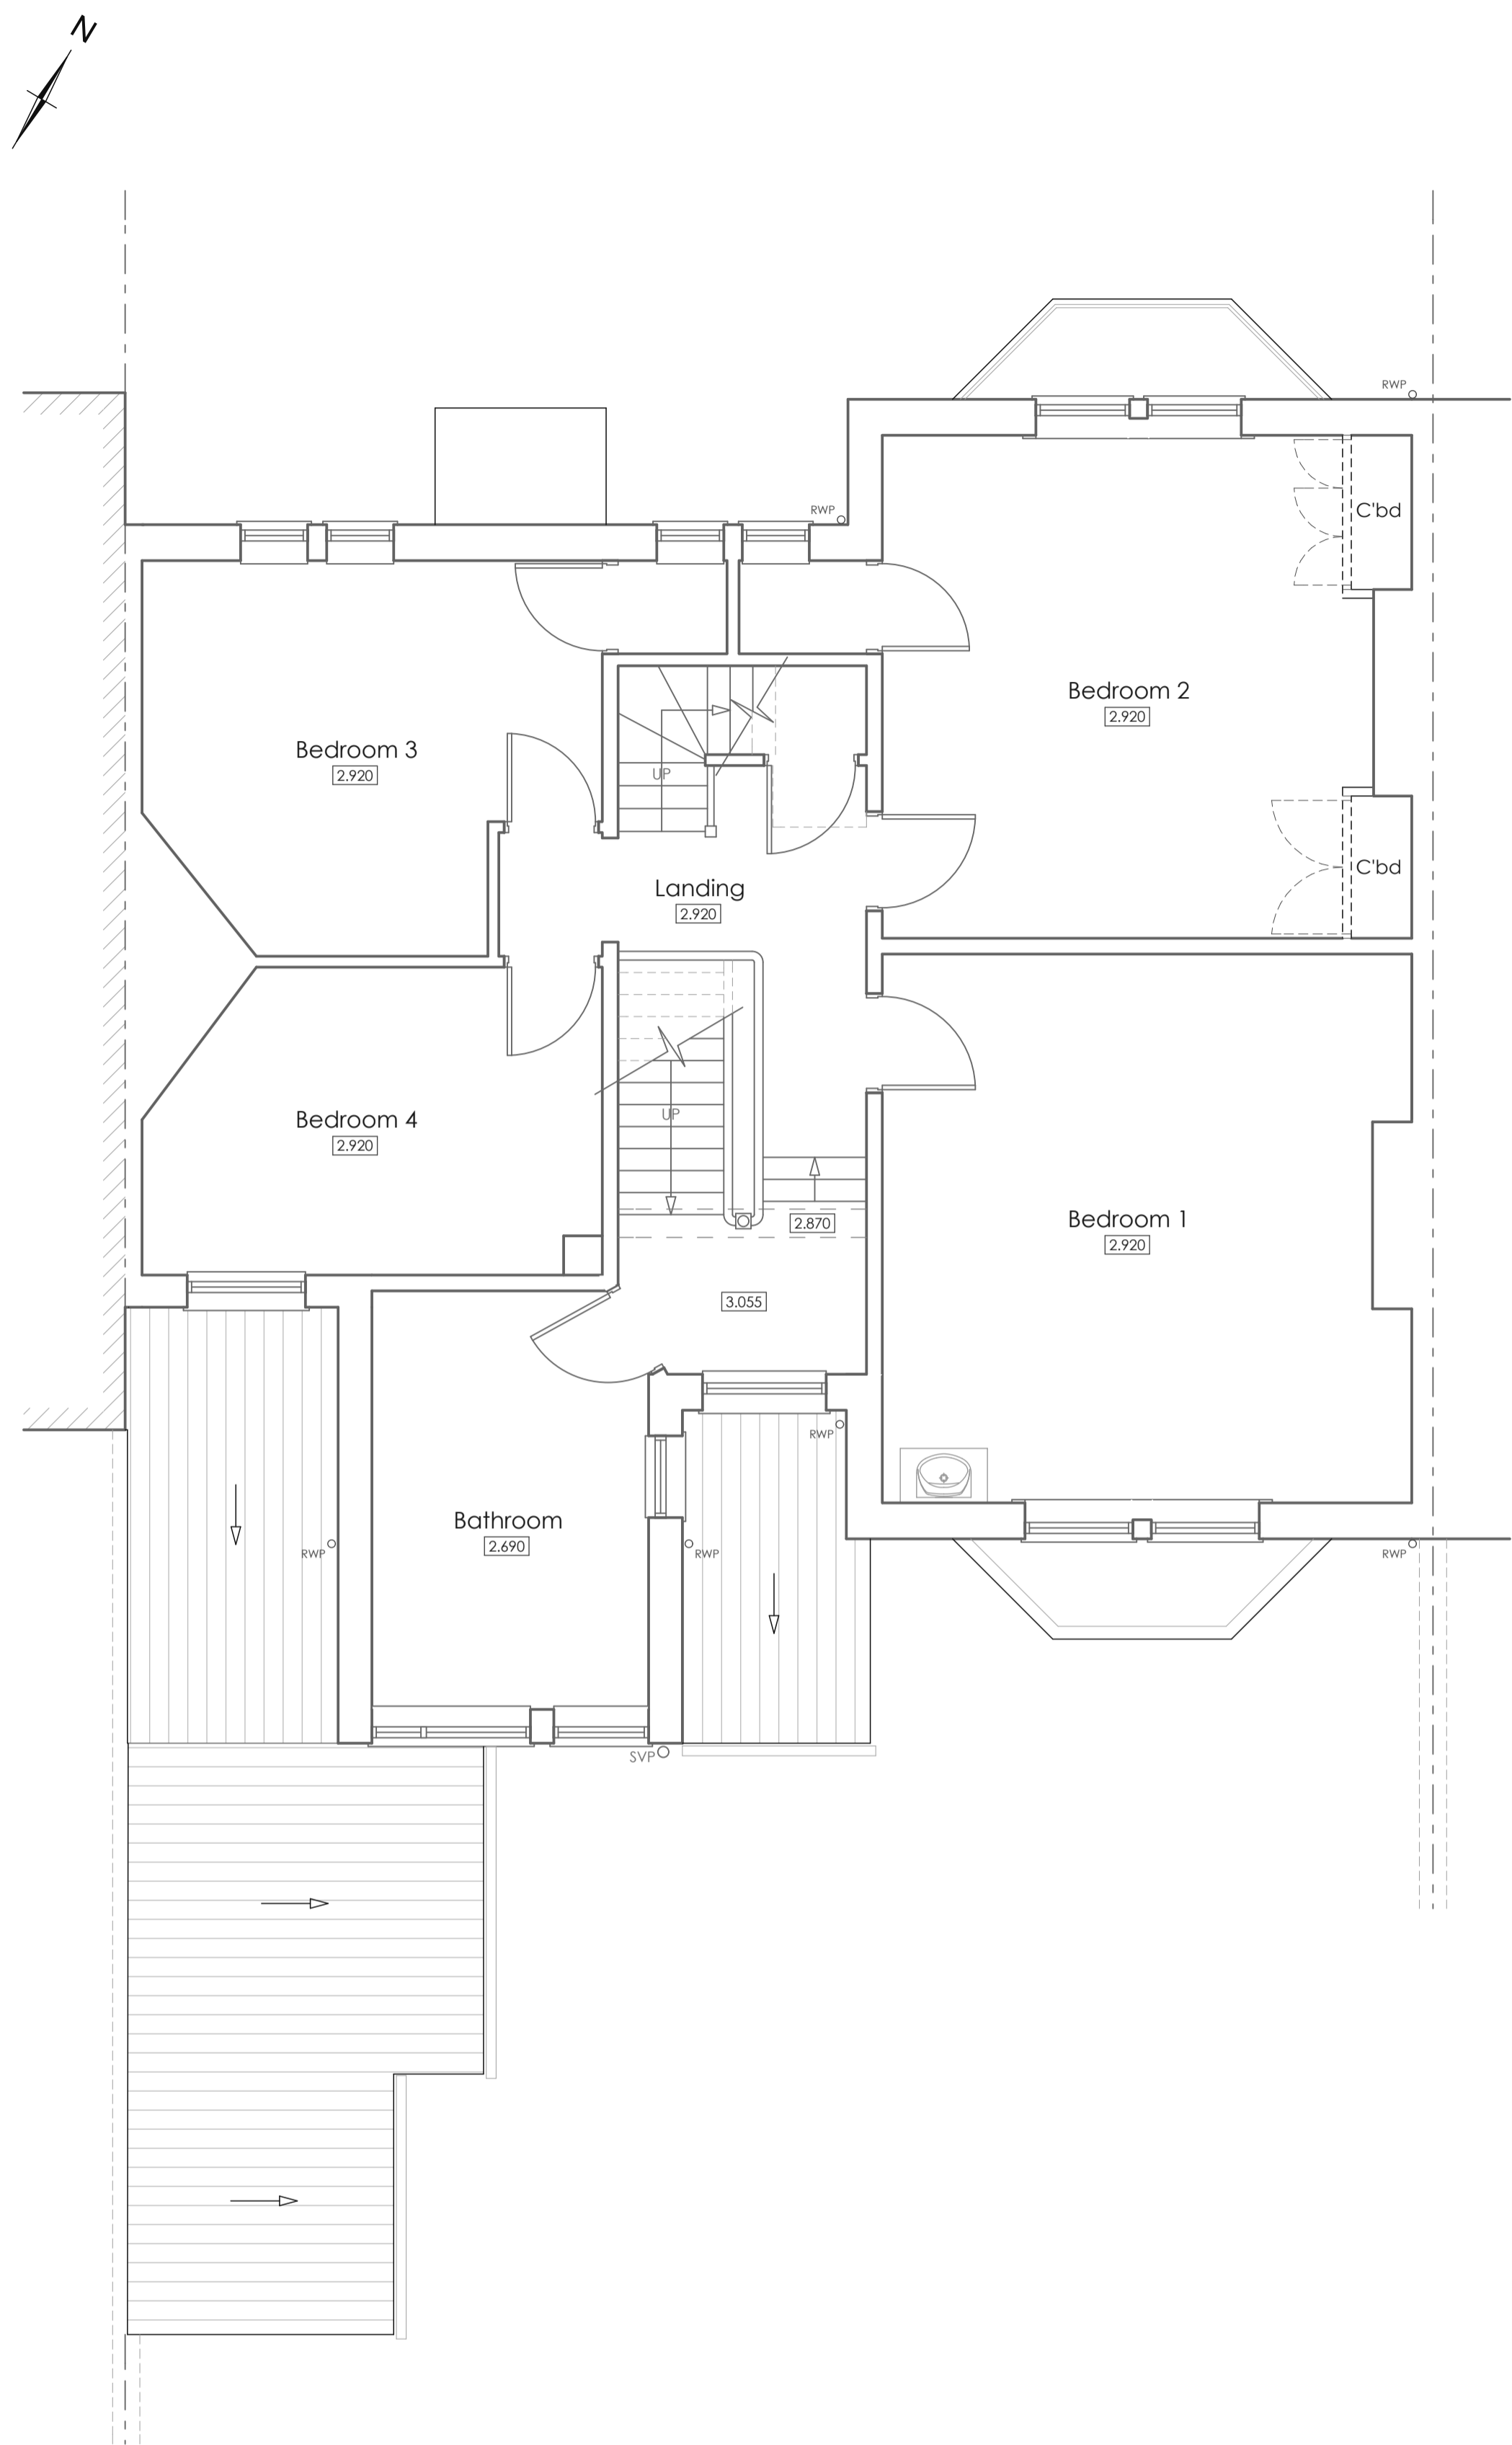 N
RWP
RWP
C'bd
Bedroom 2
2.920
Bedroom 3
2.920
UP
C'bd
Landing
2.920
UP
Bedroom 4
2.920
Bedroom 1
2.920
2.870
3.055
RWP
Bathroom
2.690
RWP
RWP
RWP
SVP